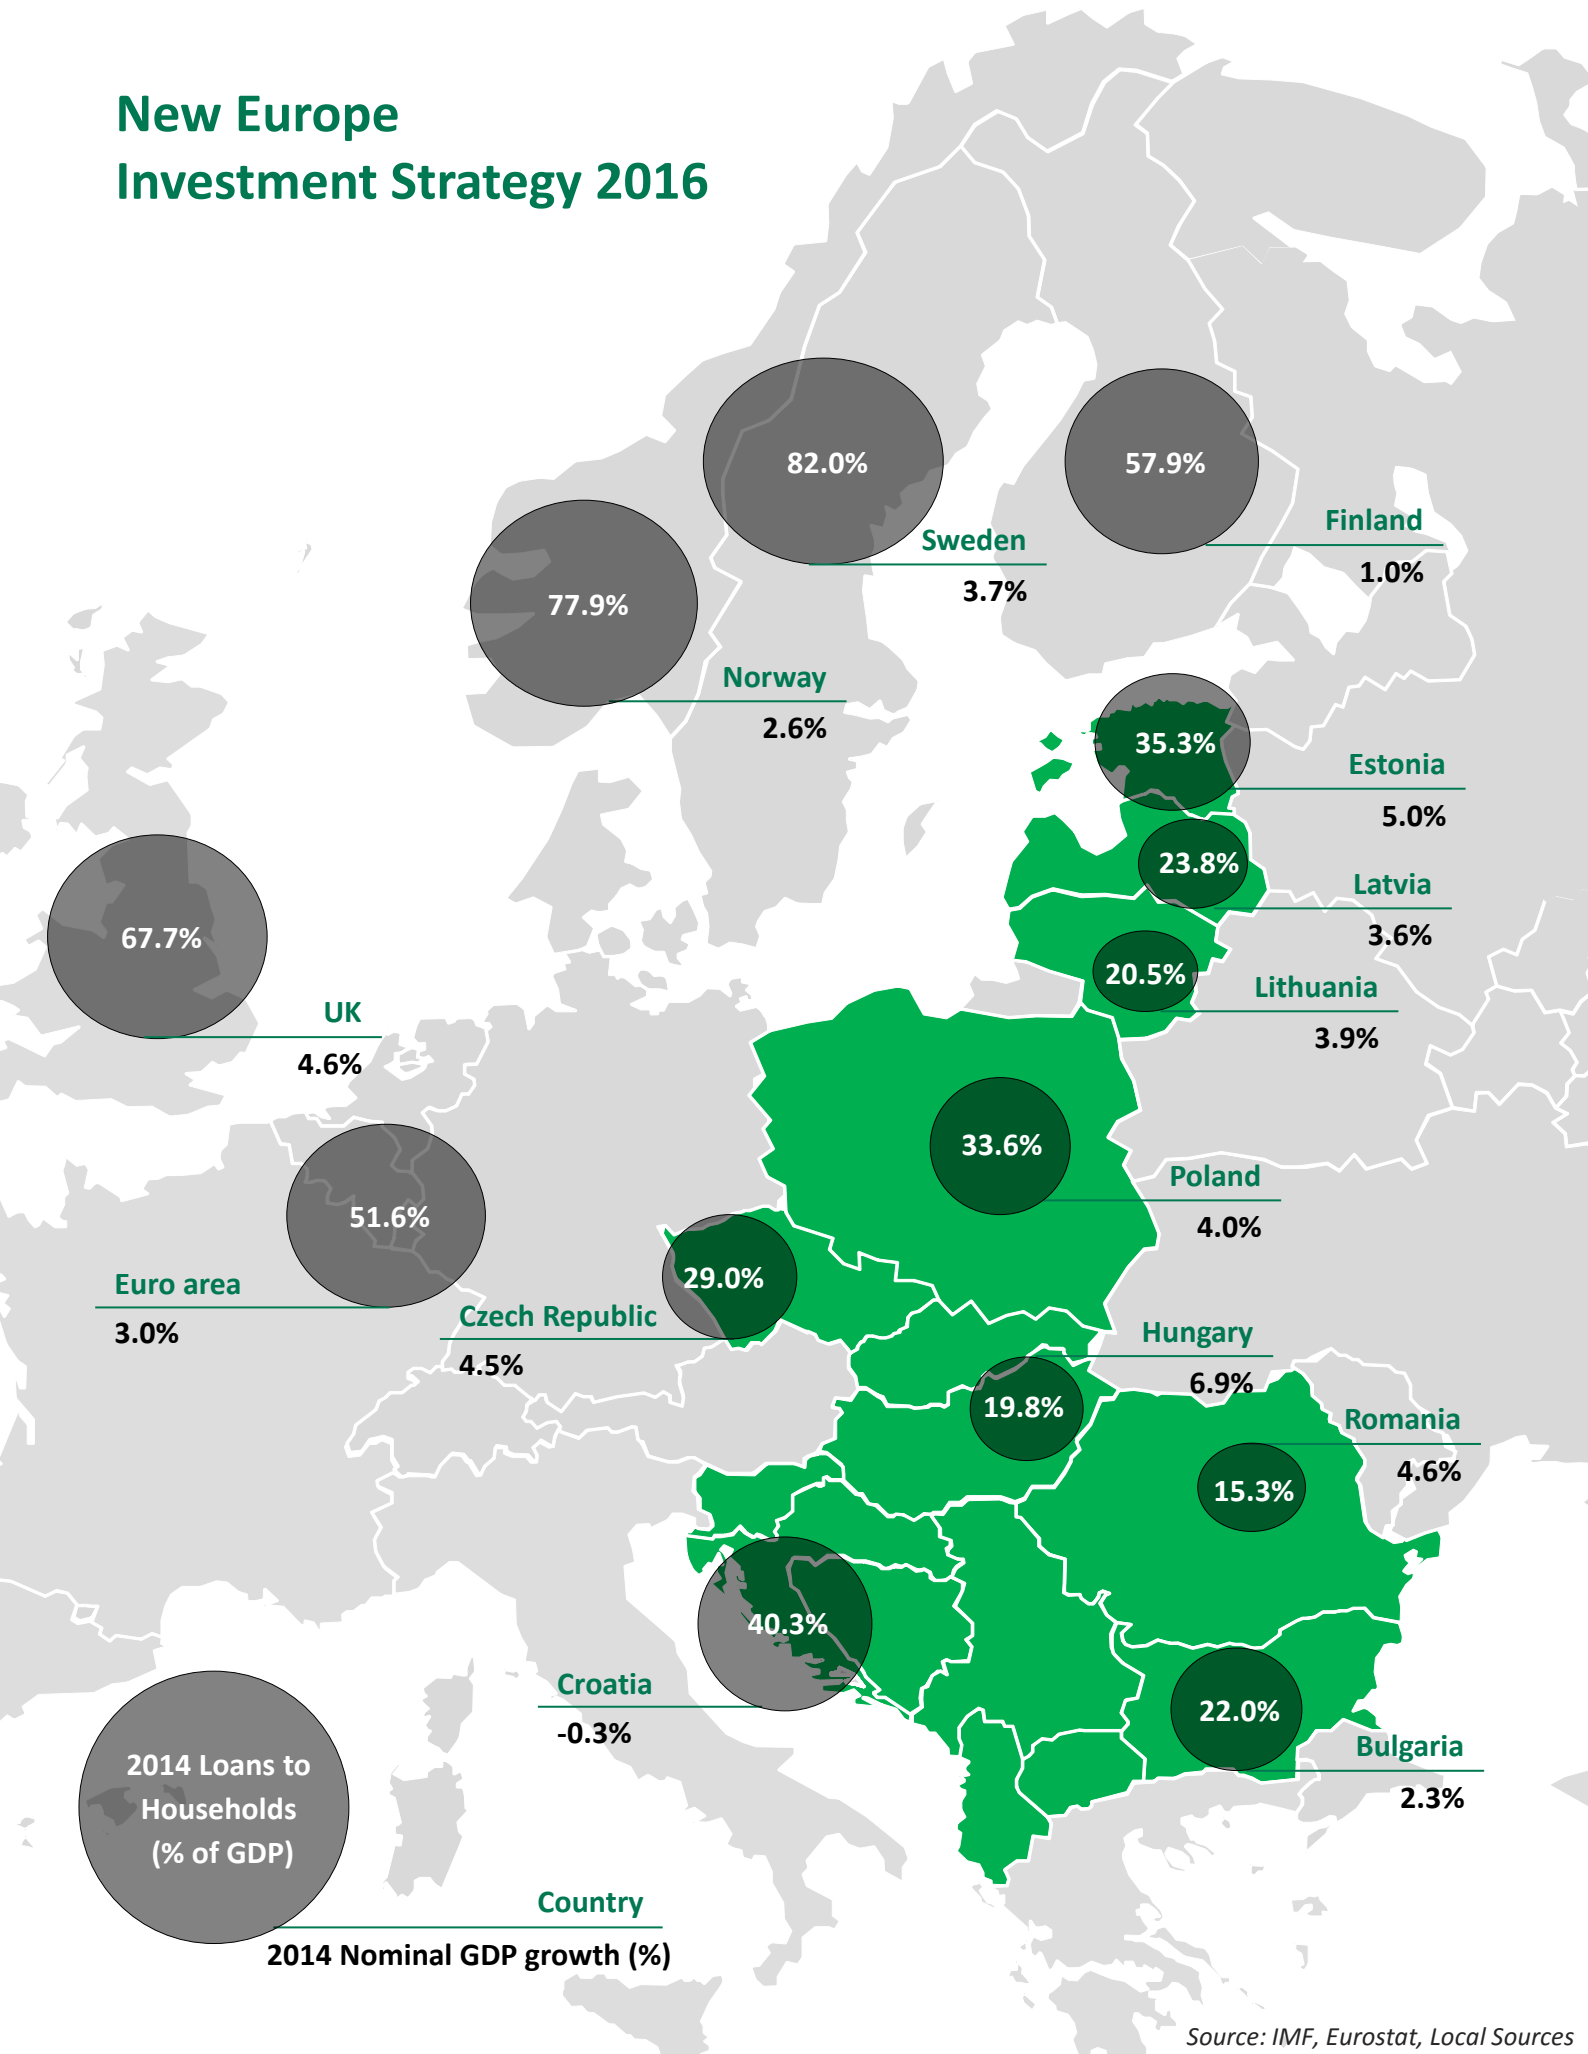 New Europe
Investment Strategy 2016
82.0%
Sweden
3.7%
57.9%
Finland
1.0%
77.9%
Norway
2.6%
35.3%
Estonia
5.0%
23.8%
Latvia
3.6%
67.7%
UK
4.6%
20.5%
Lithuania
3.9%
33.6%
Poland
4.0%
51.6%
Euro area
3.0%
29.0%
Czech Republic
4.5%
Hungary
6.9%
19.8%
Romania
4.6%
15.3%
40.3%
Croatia
-0.3%
22.0%
Bulgaria
2.3%
2014 Loans to
Households
(% of GDP)
Country
2014 Nominal GDP growth (%)
Source: IMF, Eurostat, Local Sources